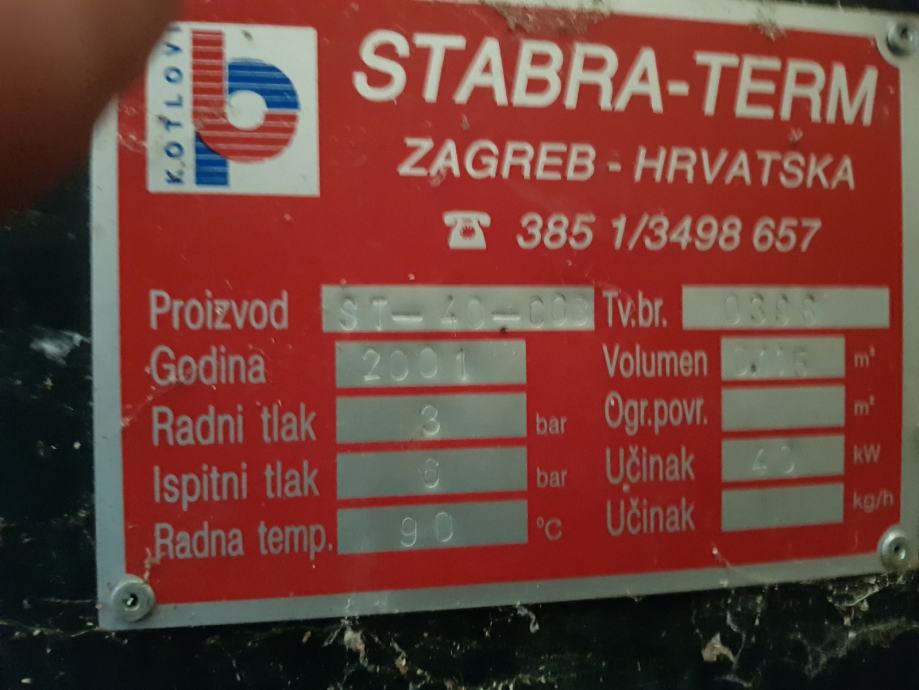 KOTLOVI
STABRA-TERM
ZAGREB - HRVATSKA
☎ 385 1/3498 657
Proizvod Tv.br.
Godina 2001 Volumen m³
Radni tlak 3 bar Ogr.povr. m²
Ispitni tlak 6 bar Učinak 40 kW
Radna temp. 90 °C Učinak kg/h